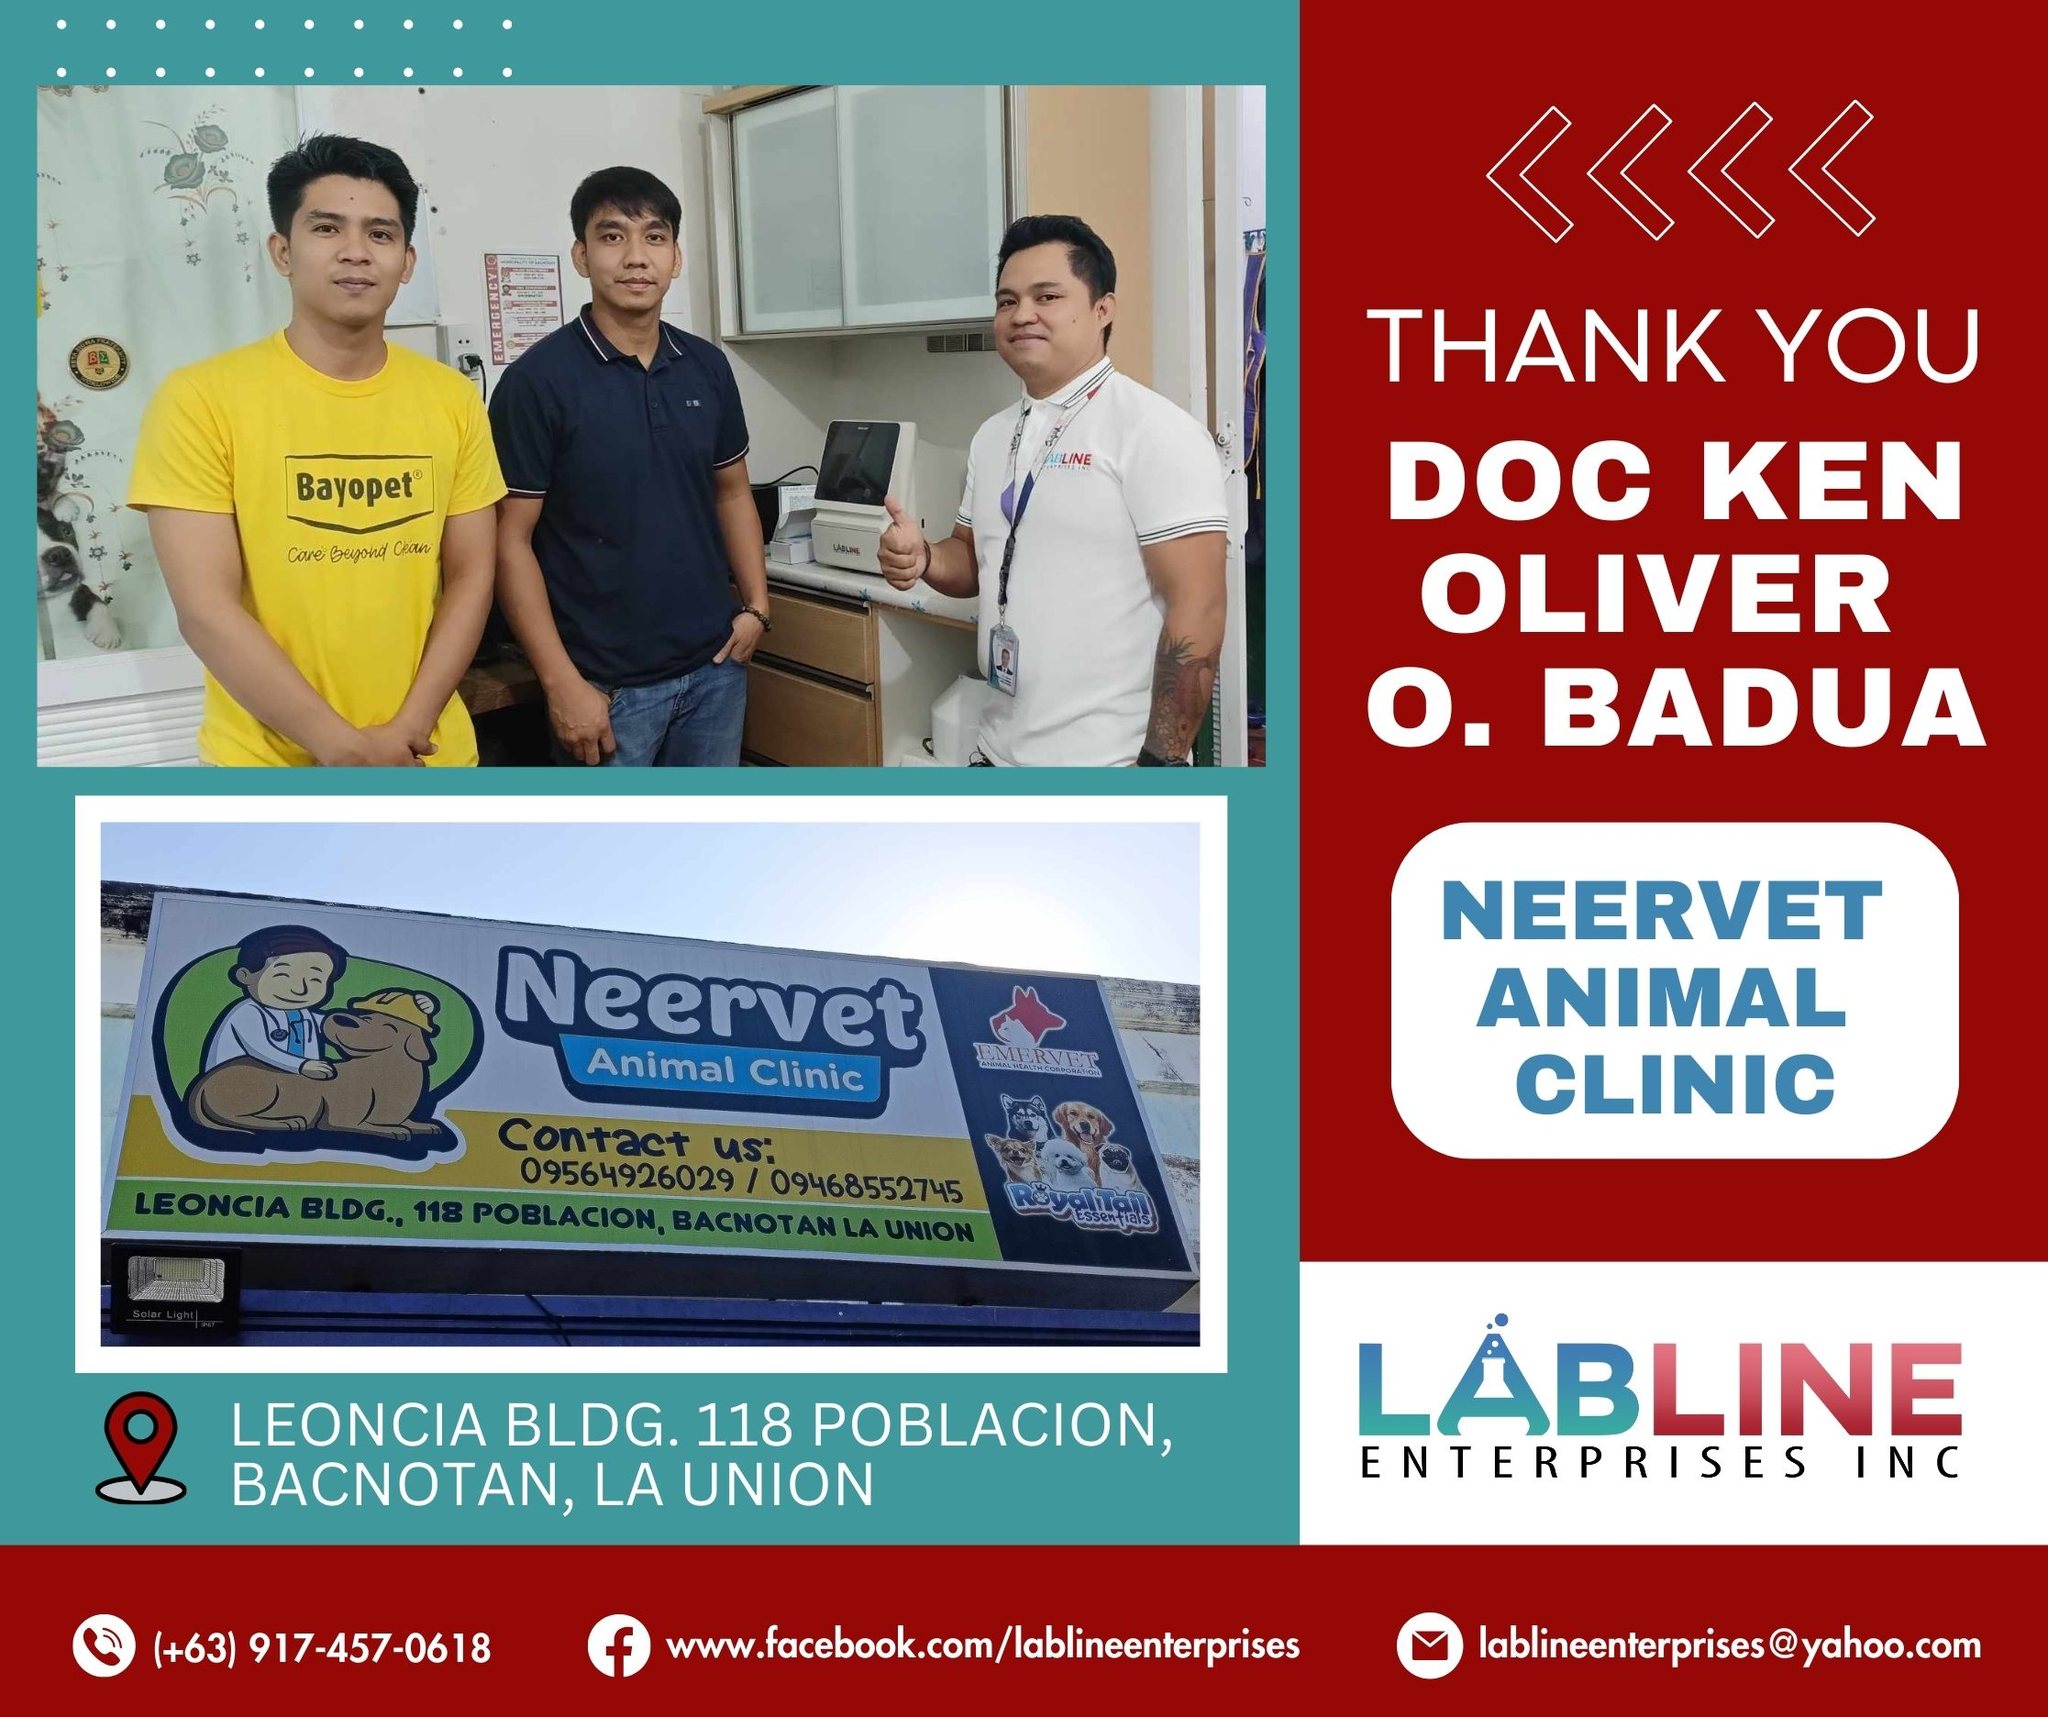 Bayopet®
Care Beyond Clean
EMERGENCY
LABLINE
LABLINE
Neervet
Animal Clinic
Contact us:
09564926029 / 09468552745
LEONCIA BLDG., 118 POBLACION, BACNOTAN LA UNION
EMERVET
ANIMAL HEALTH CORPORATION
Royal Tail
Essentials
Solar Light
IP67
LEONCIA BLDG. 118 POBLACION,
BACNOTAN, LA UNION
THANK YOU
DOC KEN
OLIVER
O. BADUA
NEERVET
ANIMAL
CLINIC
LABLINE
ENTERPRISES INC
(+63) 917-457-0618
www.facebook.com/lablineenterprises
lablineenterprises@yahoo.com